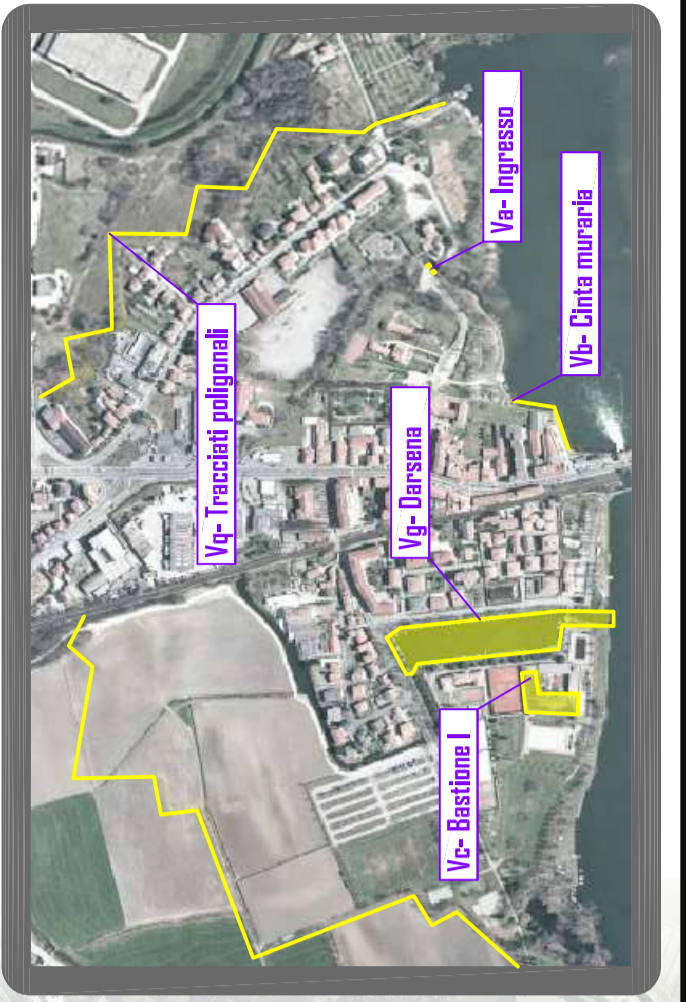 Va- Ingresso
Vb- Cinta muraria
Vq- Tracciati poligonali
Vg- Darsena
Vc- Bastione I